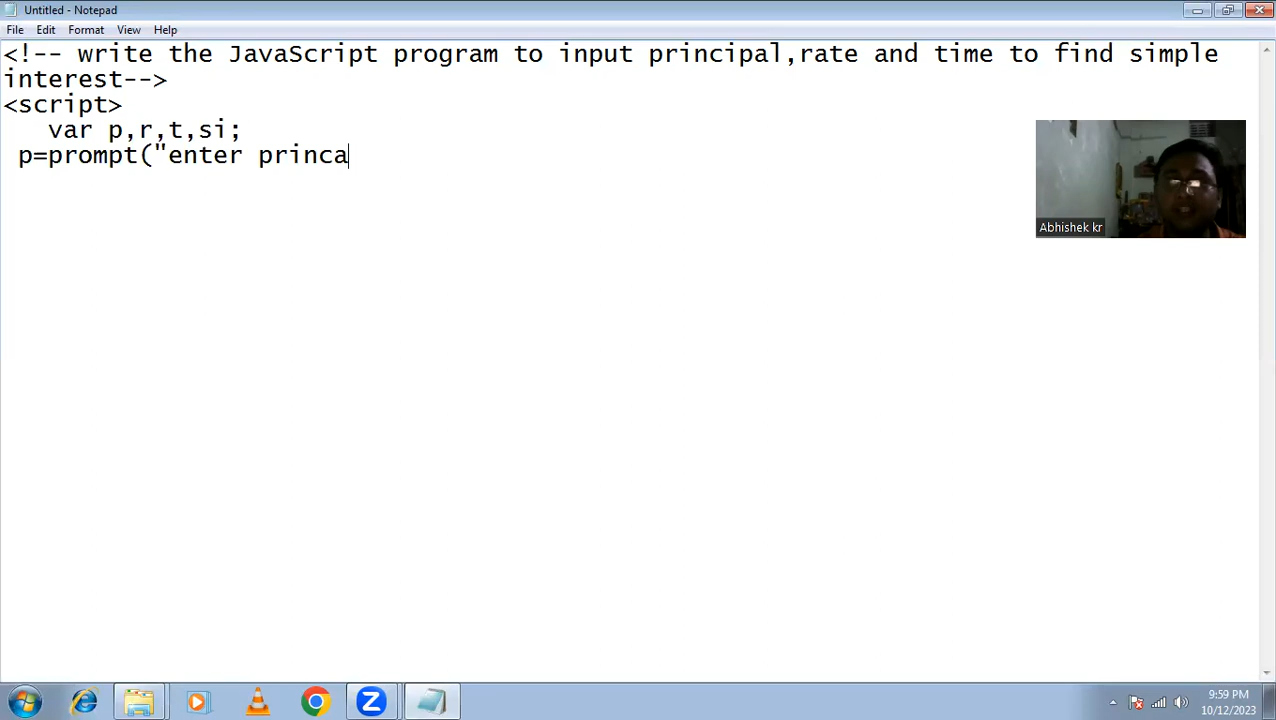 Untitled - Notepad
File Edit Format View Help
<!-- write the JavaScript program to input principal,rate and time to find simple
interest-->
<script>
   var p,r,t,si;
 p=prompt("enter princa
Abhishek kr
9:59 PM
10/12/2023